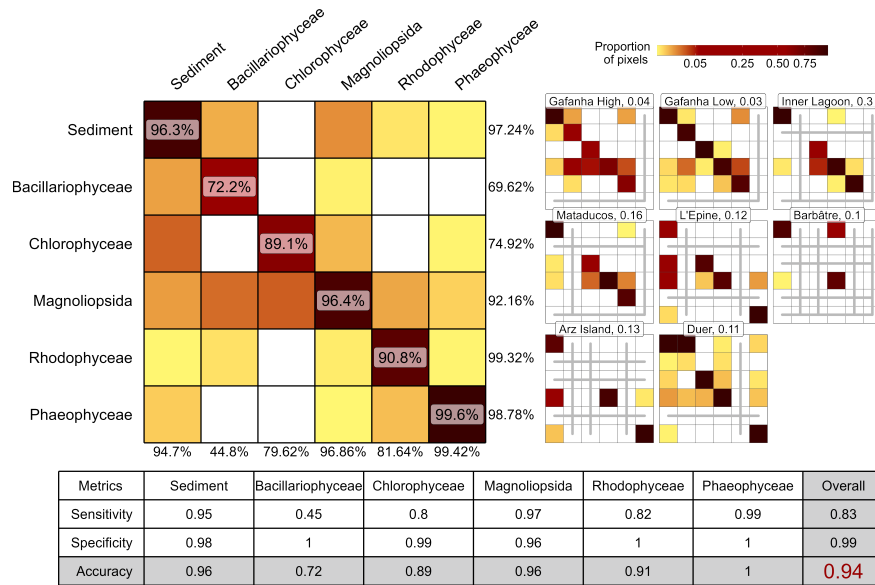 Sediment
Bacillariophyceae
Chlorophyceae
Magnoliopsida
Rhodophyceae
Phaeophyceae
Proportion
of pixels
0.05 0.25 0.50 0.75
Sediment 96.3% 97.24%
Bacillariophyceae 72.2% 69.62%
Chlorophyceae 89.1% 74.92%
Magnoliopsida 96.4% 92.16%
Rhodophyceae 90.8% 99.32%
Phaeophyceae 99.6% 98.78%
94.7% 44.8% 79.62% 96.86% 81.64% 99.42%
Gafanha High, 0.04 Gafanha Low, 0.03 Inner Lagoon, 0.3
Mataducos, 0.16 L'Epine, 0.12 Barbâtre, 0.1
Arz Island, 0.13 Duer, 0.11
Metrics Sediment Bacillariophyceae Chlorophyceae Magnoliopsida Rhodophyceae Phaeophyceae Overall
Sensitivity 0.95 0.45 0.8 0.97 0.82 0.99 0.83
Specificity 0.98 1 0.99 0.96 1 1 0.99
Accuracy 0.96 0.72 0.89 0.96 0.91 1 0.94